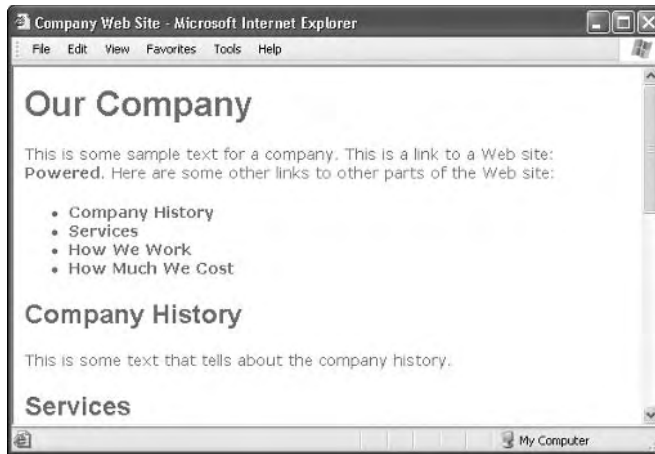 Company Web Site - Microsoft Internet Explorer
File Edit View Favorites Tools Help
Our Company
This is some sample text for a company. This is a link to a Web site:
Powered. Here are some other links to other parts of the Web site:
• Company History
• Services
• How We Work
• How Much We Cost
Company History
This is some text that tells about the company history.
Services
My Computer